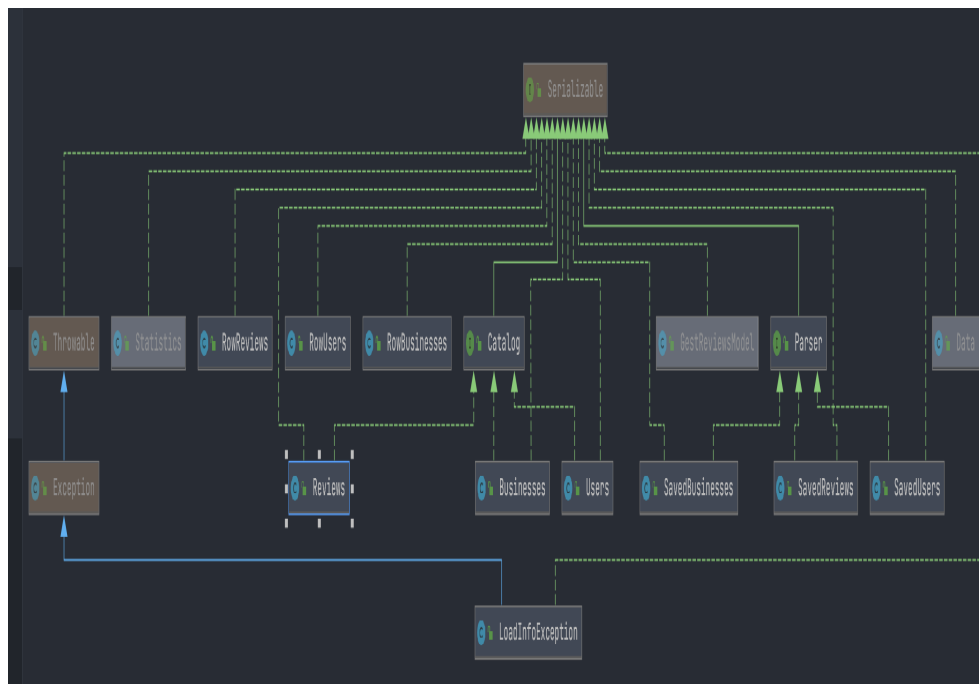 Serializable
Throwable
Statistics
RowReviews
RowUsers
RowBusinesses
Catalog
BestReviewsModel
Parser
Data
Exception
Reviews
Businesses
Users
SavedBusinesses
SavedReviews
SavedUsers
LoadInfoException